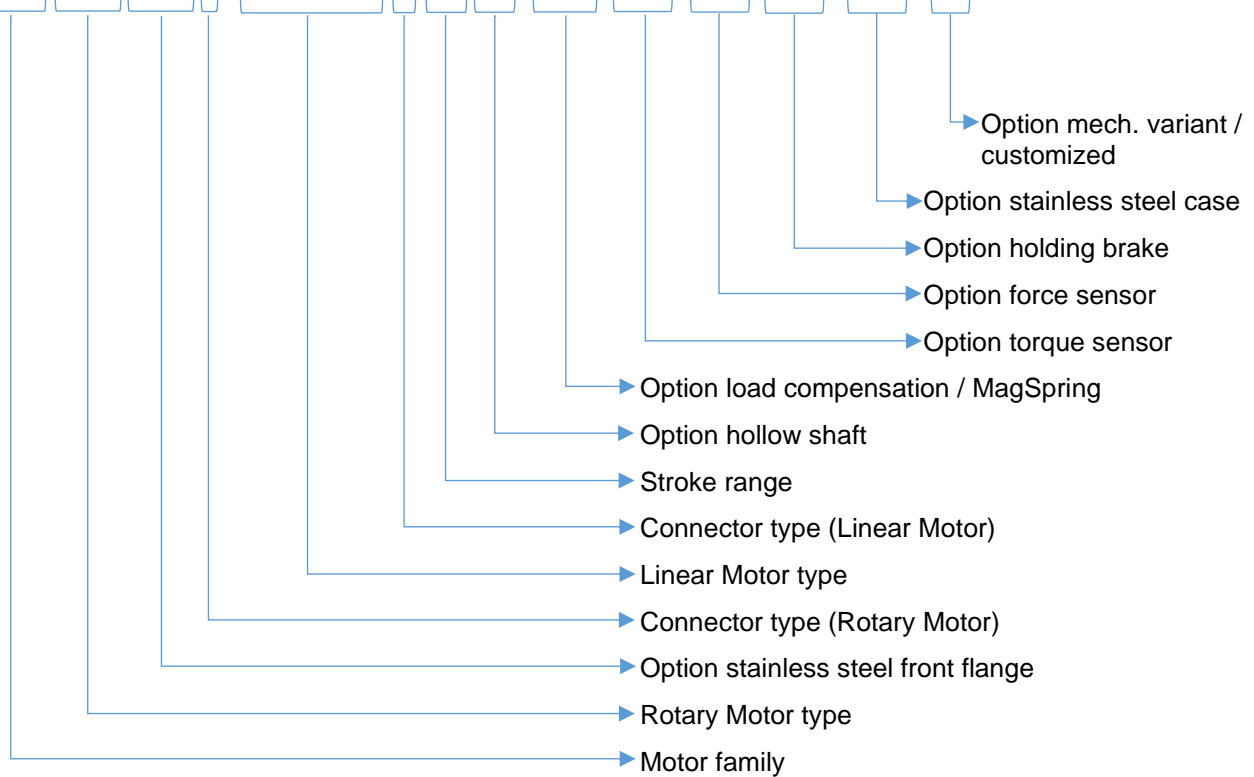 Option mech. variant /
customized
Option stainless steel case
Option holding brake
Option force sensor
Option torque sensor
Option load compensation / MagSpring
Option hollow shaft
Stroke range
Connector type (Linear Motor)
Linear Motor type
Connector type (Rotary Motor)
Option stainless steel front flange
Rotary Motor type
Motor family